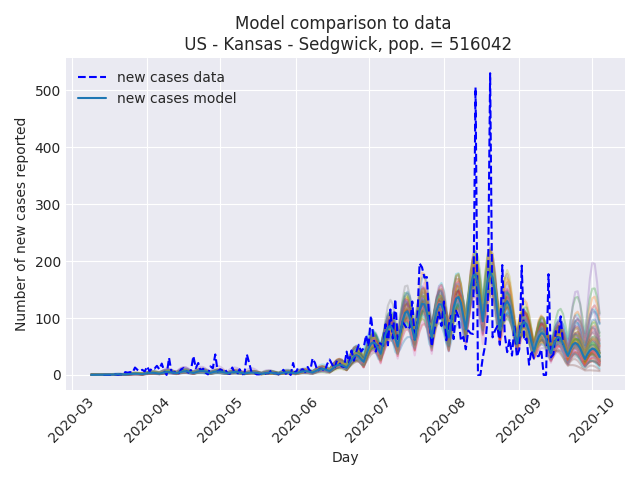 Model comparison to data
US - Kansas - Sedgwick, pop. = 516042
new cases data
new cases model
Number of new cases reported
500
400
300
200
100
0
2020-03
2020-04
2020-05
2020-06
2020-07
2020-08
2020-09
2020-10
Day